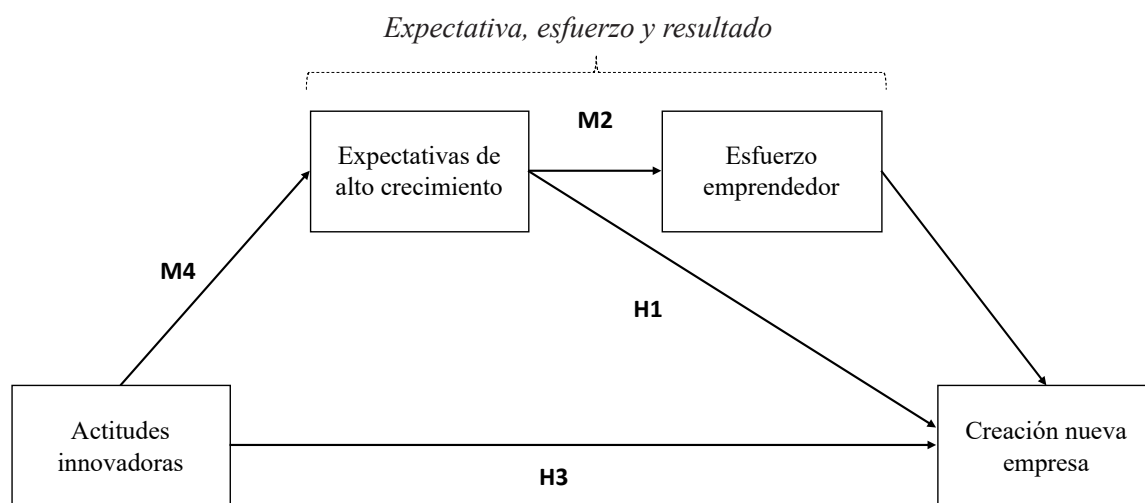 Expectativa, esfuerzo y resultado
M2
Expectativas de
alto crecimiento
Esfuerzo
emprendedor
M4
H1
Actitudes
innovadoras
Creación nueva
empresa
H3